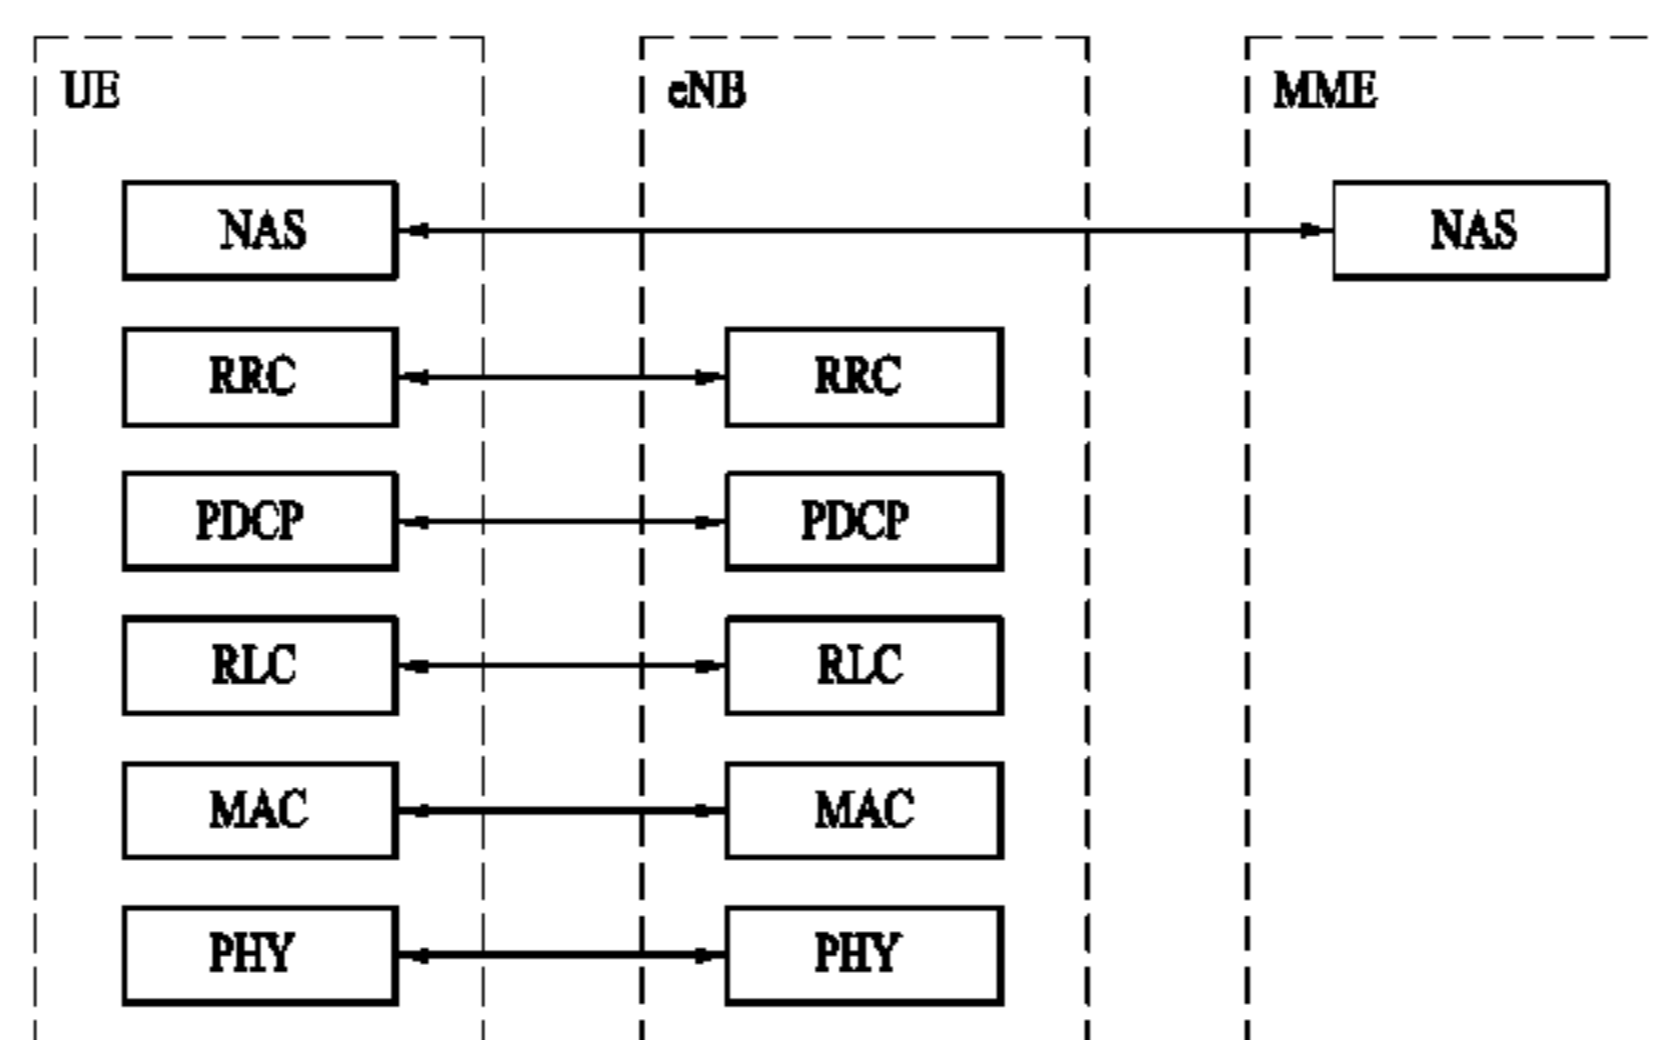 UE eNB MME
NAS NAS
RRC RRC
PDCP PDCP
RLC RLC
MAC MAC
PHY PHY